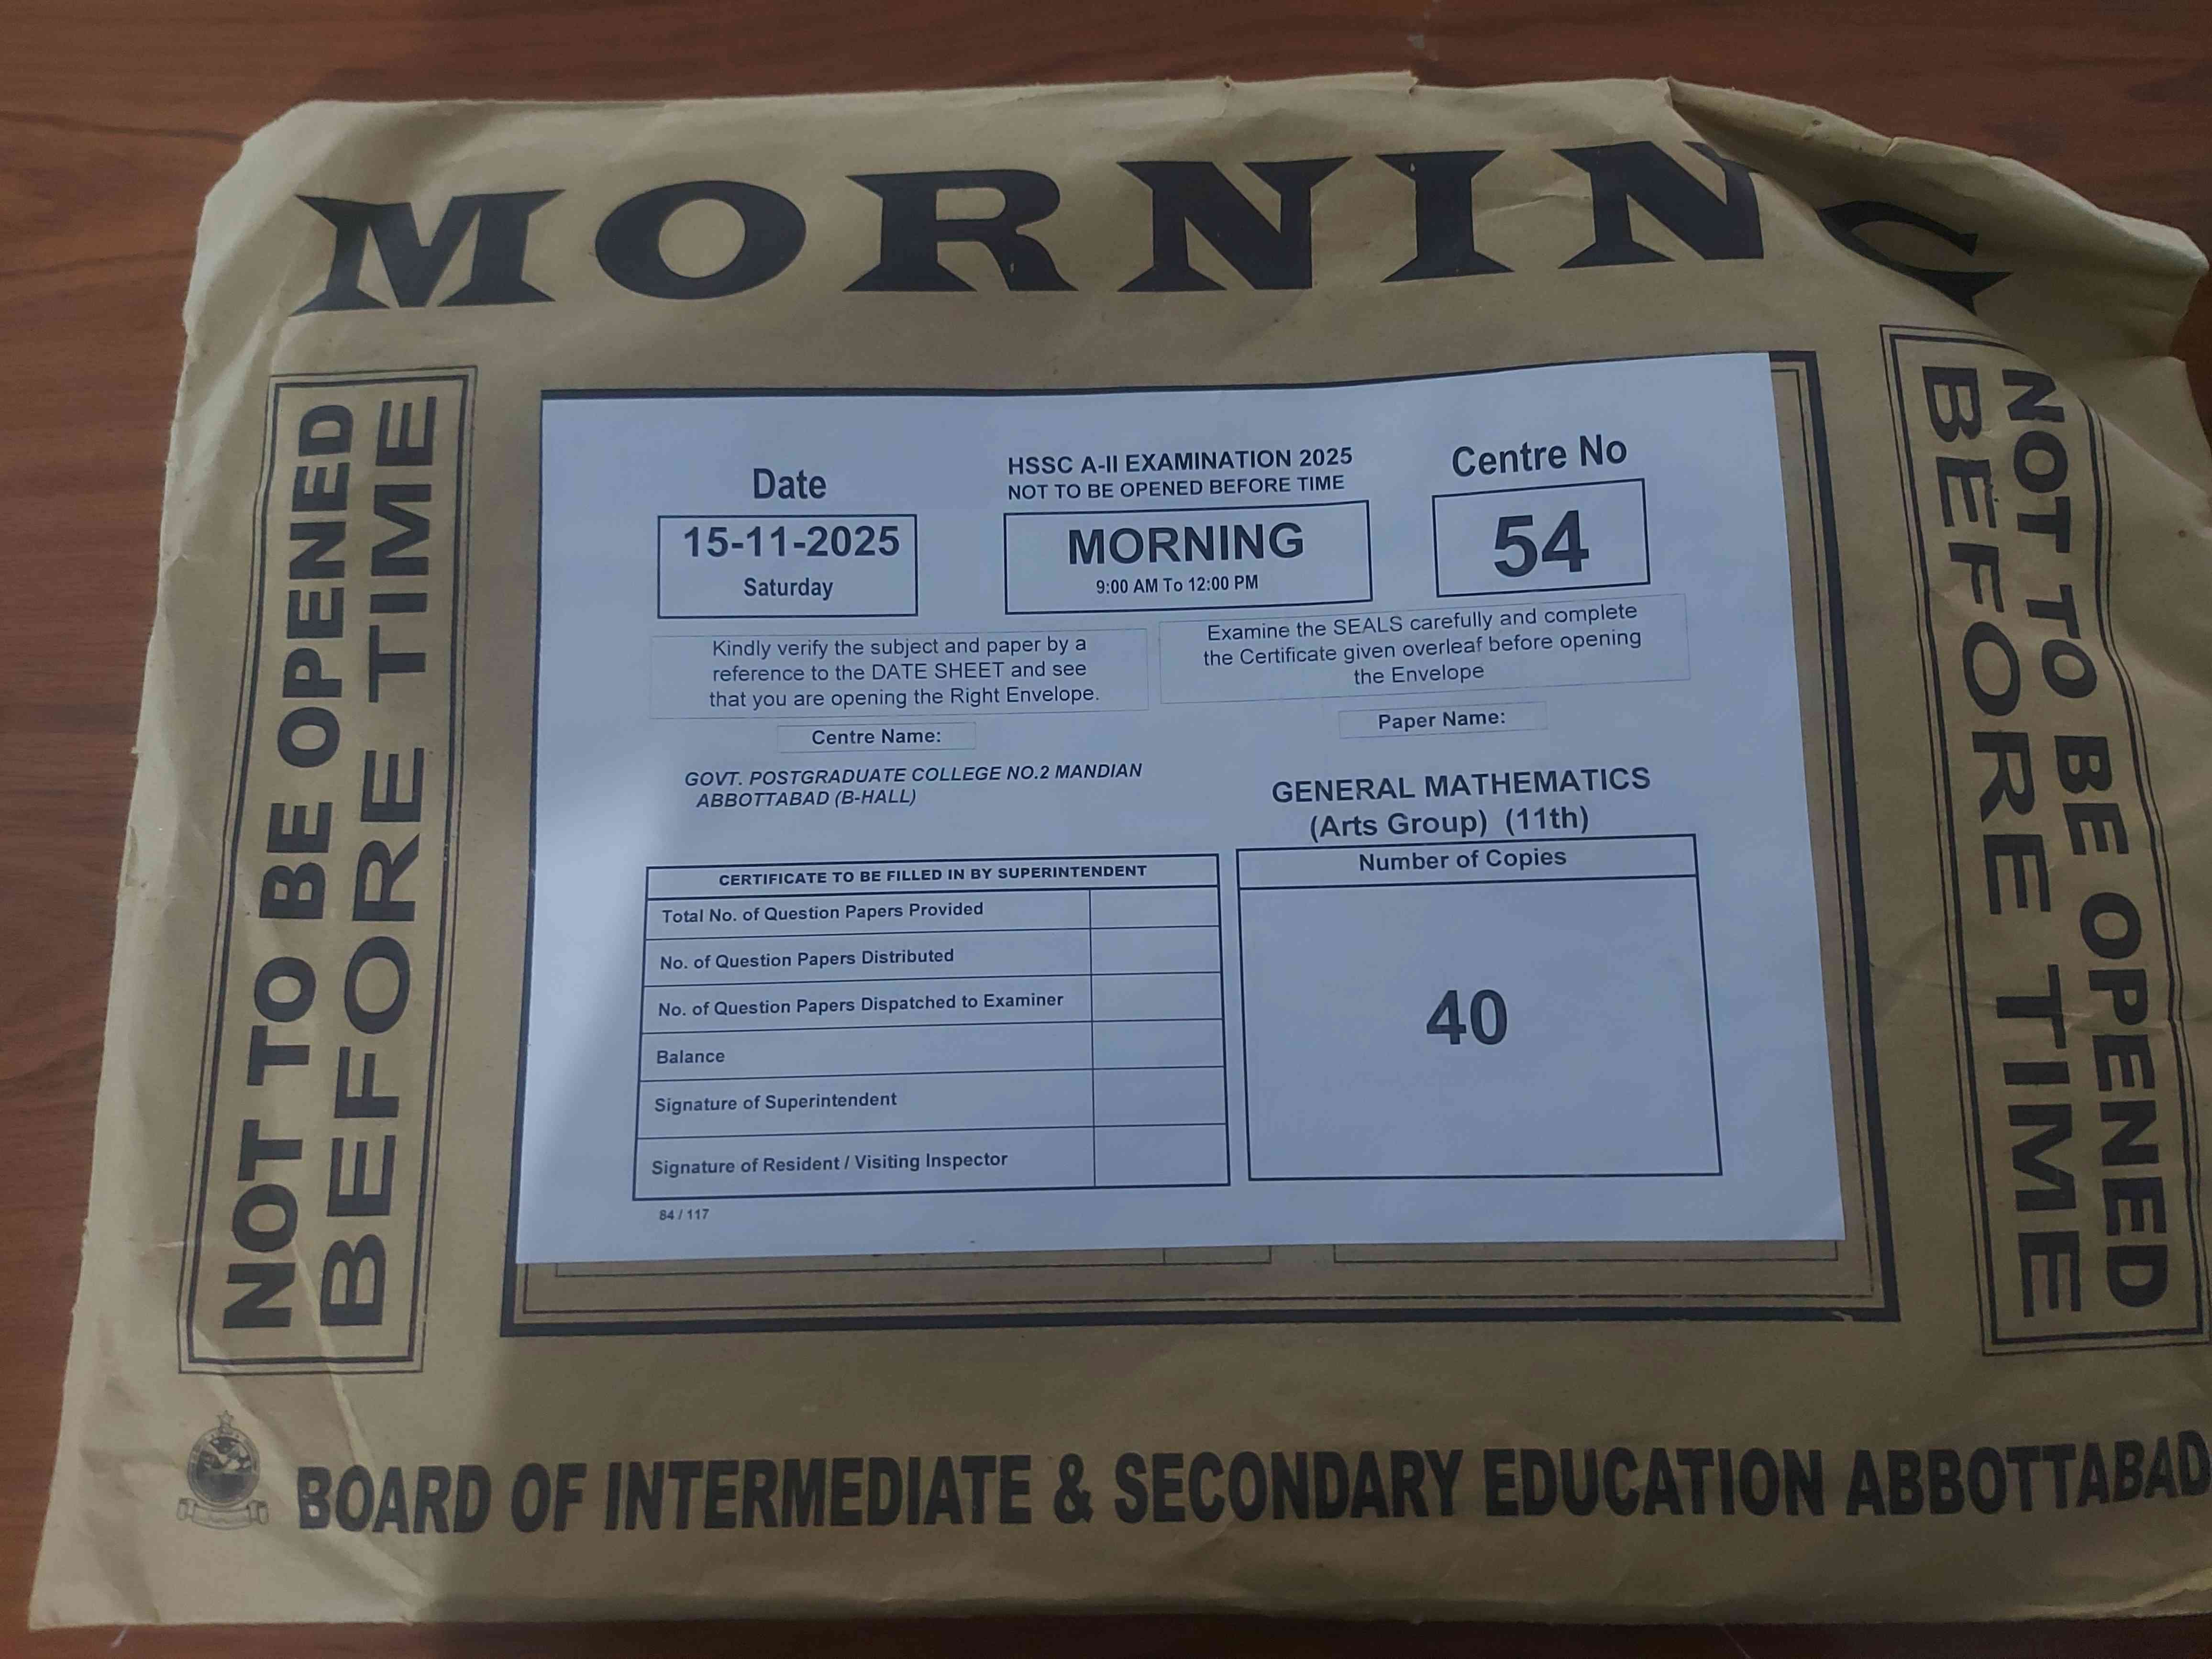 MORNING
NOT TO BE OPENED
BEFORE TIME
Date
15-11-2025
Saturday
HSSC A-II EXAMINATION 2025
NOT TO BE OPENED BEFORE TIME
MORNING
9:00 AM To 12:00 PM
Centre No
54
Kindly verify the subject and paper by a
reference to the DATE SHEET and see
that you are opening the Right Envelope.
Examine the SEALS carefully and complete
the Certificate given overleaf before opening
the Envelope
Centre Name:
GOVT. POSTGRADUATE COLLEGE NO.2 MANDIAN
ABBOTTABAD (B-HALL)
Paper Name:
GENERAL MATHEMATICS
(Arts Group) (11th)
CERTIFICATE TO BE FILLED IN BY SUPERINTENDENT
Total No. of Question Papers Provided
No. of Question Papers Distributed
No. of Question Papers Dispatched to Examiner
Balance
Signature of Superintendent
Signature of Resident / Visiting Inspector
Number of Copies
40
84 / 117
NOT TO BE OPENED
BEFORE TIME
BOARD OF INTERMEDIATE & SECONDARY EDUCATION ABBOTTABAD